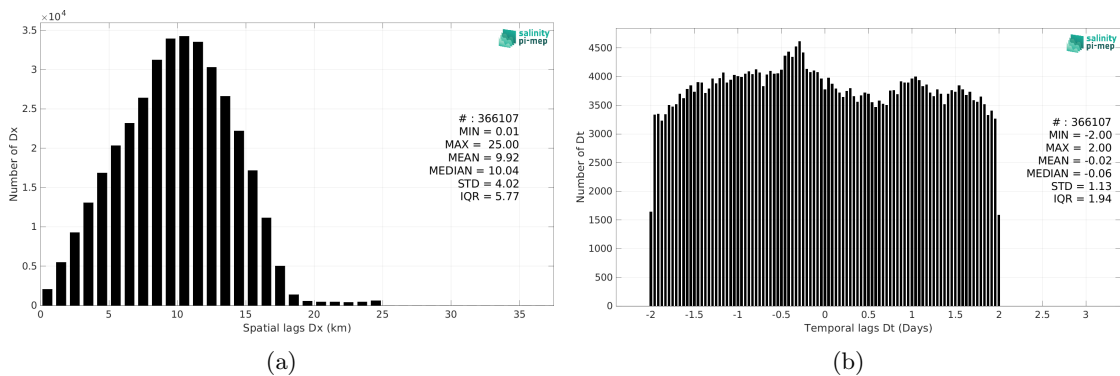 ×10⁴
3.5
3
2.5
2
1.5
1
0.5
0
Number of Dx
0 5 10 15 20 25 30 35
Spatial lags Dx (km)
salinity
pi-mep
# : 366107
MIN = 0.01
MAX = 25.00
MEAN = 9.92
MEDIAN = 10.04
STD = 4.02
IQR = 5.77
(a)
4500
4000
3500
3000
2500
2000
1500
1000
500
0
Number of Dt
-2 -1.5 -1 -0.5 0 0.5 1 1.5 2 2.5 3
Temporal lags Dt (Days)
salinity
pi-mep
# : 366107
MIN = -2.00
MAX = 2.00
MEAN = -0.02
MEDIAN = -0.06
STD = 1.13
IQR = 1.94
(b)